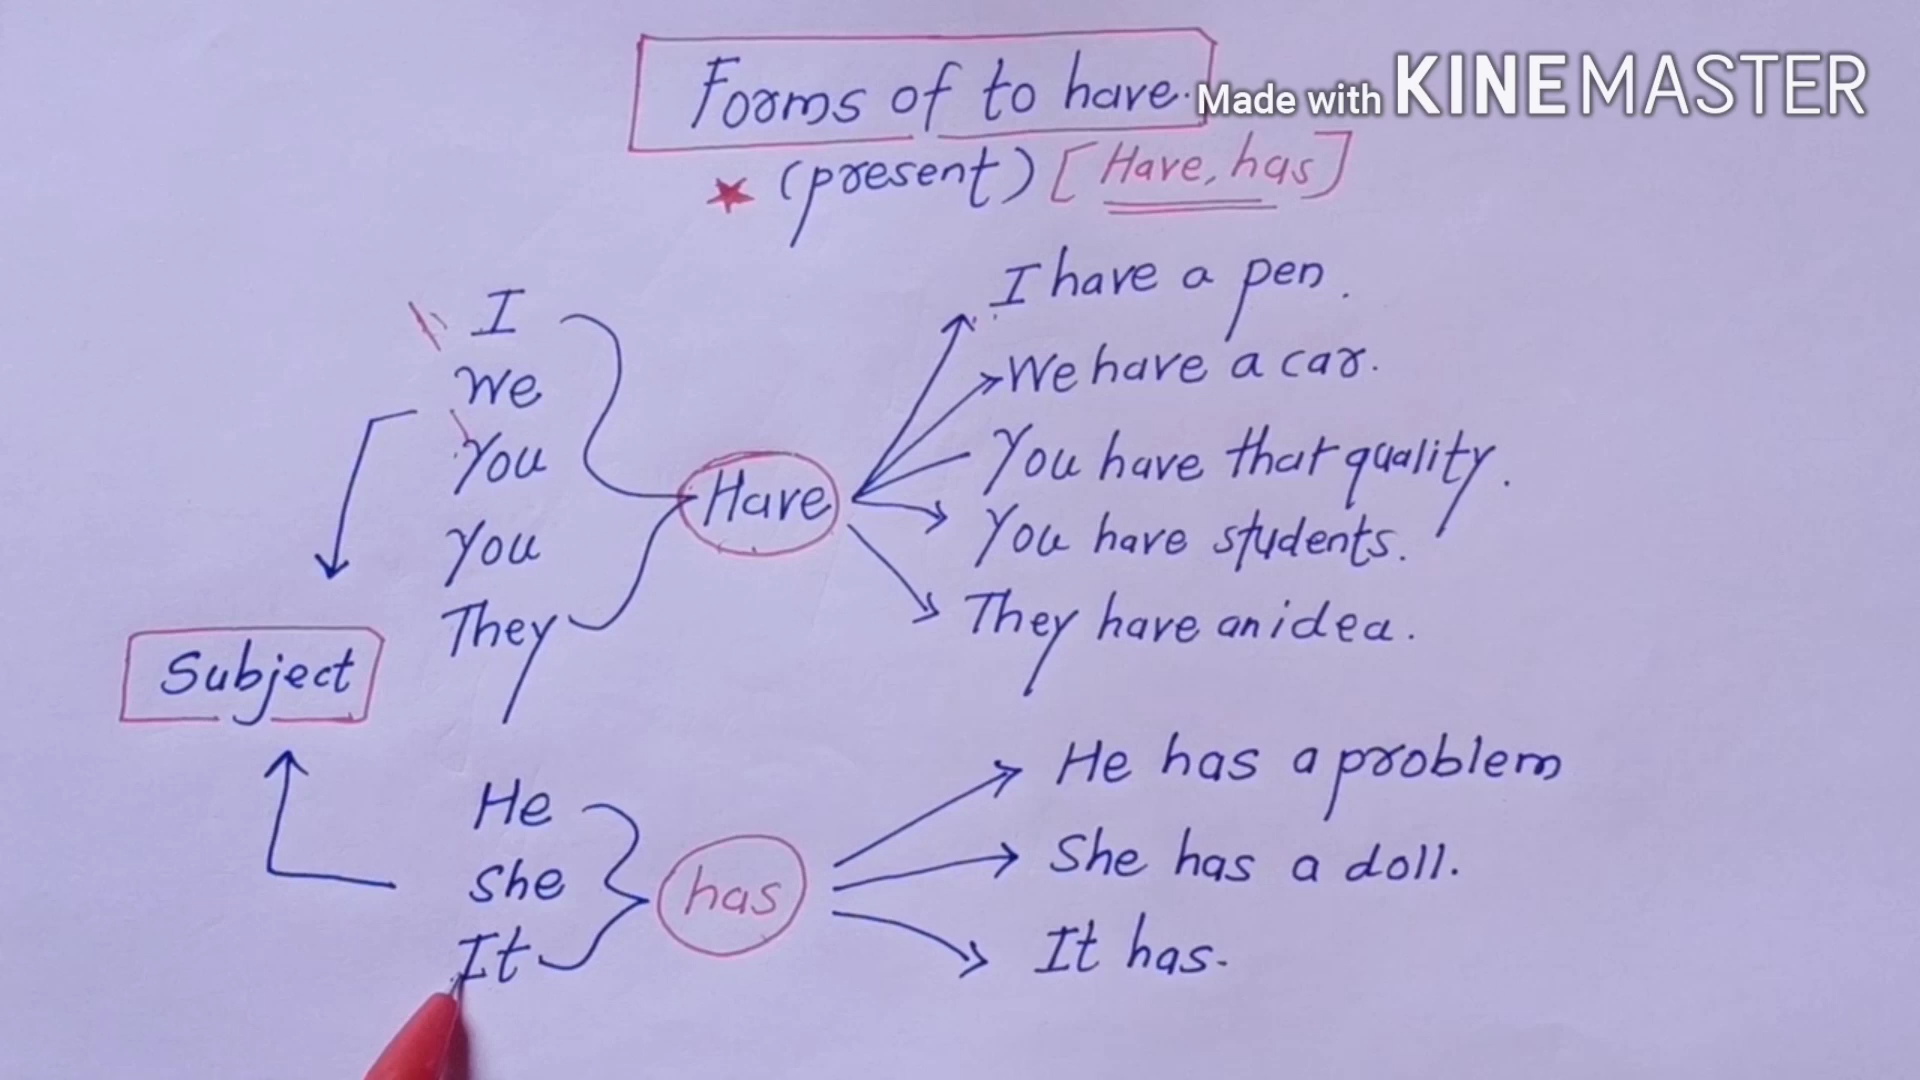 Forms of to have.
Made with KINEMASTER
(present) [Have, has]
I
We
You
You
They
Have
I have a pen.
We have a car.
You have that quality.
You have students.
They have an idea.
Subject
He
She
It
has
He has a problem
She has a doll.
It has.